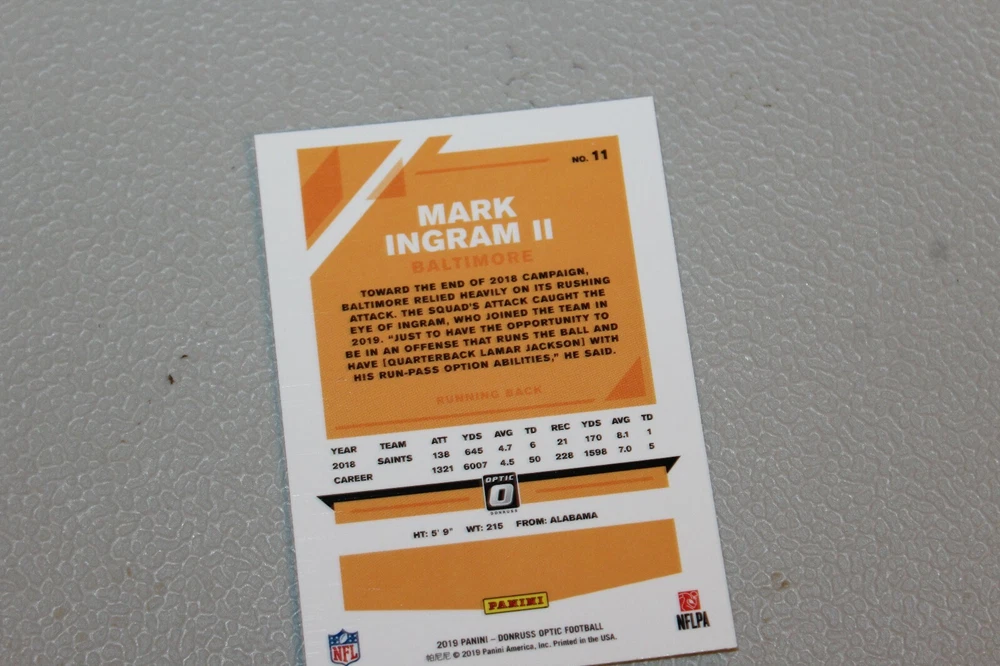 NO. 11
MARK
INGRAM II
BALTIMORE
TOWARD THE END OF 2018 CAMPAIGN,
BALTIMORE RELIED HEAVILY ON ITS RUSHING
ATTACK. THE SQUAD'S ATTACK CAUGHT THE
EYE OF INGRAM, WHO JOINED THE TEAM IN
2019. "JUST TO HAVE THE OPPORTUNITY TO
BE IN AN OFFENSE THAT RUNS THE BALL AND
HAVE [QUARTERBACK LAMAR JACKSON] WITH
HIS RUN-PASS OPTION ABILITIES," HE SAID.
RUNNING BACK
YEAR TEAM ATT YDS AVG TD REC YDS AVG TD
2018 SAINTS 138 645 4.7 6 21 170 8.1 1
CAREER 1321 6007 4.5 50 228 1598 7.0 5
OPTIC
O
DONRUSS
HT: 5' 9" WT: 215 FROM: ALABAMA
PANINI
2019 PANINI – DONRUSS OPTIC FOOTBALL
帕尼尼 © 2019 Panini America, Inc. Printed in the USA.
NFL
NFLPA